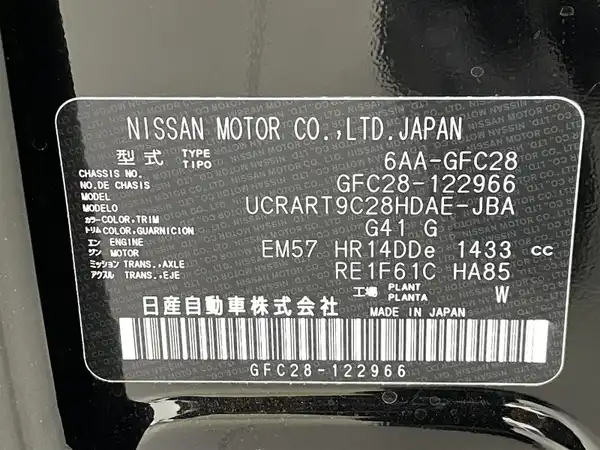 NISSAN MOTOR CO.,LTD.JAPAN
型式 TYPE TIPO 6AA-GFC28
CHASSIS NO. NO.DE CHASIS GFC28-122966
MODEL MODELO UCRART9C28HDAE-JBA
カラー COLOR,TRIM トリム COLOR,GUARNICION G41 G
エンジン ENGINE MOTOR EM57 HR14DDe 1433 cc
ミッション TRANS.,AXLE アクスル TRANS.,EJE RE1F61C HA85
工場 PLANT PLANTA W
日産自動車株式会社 MADE IN JAPAN
GFC28-122966